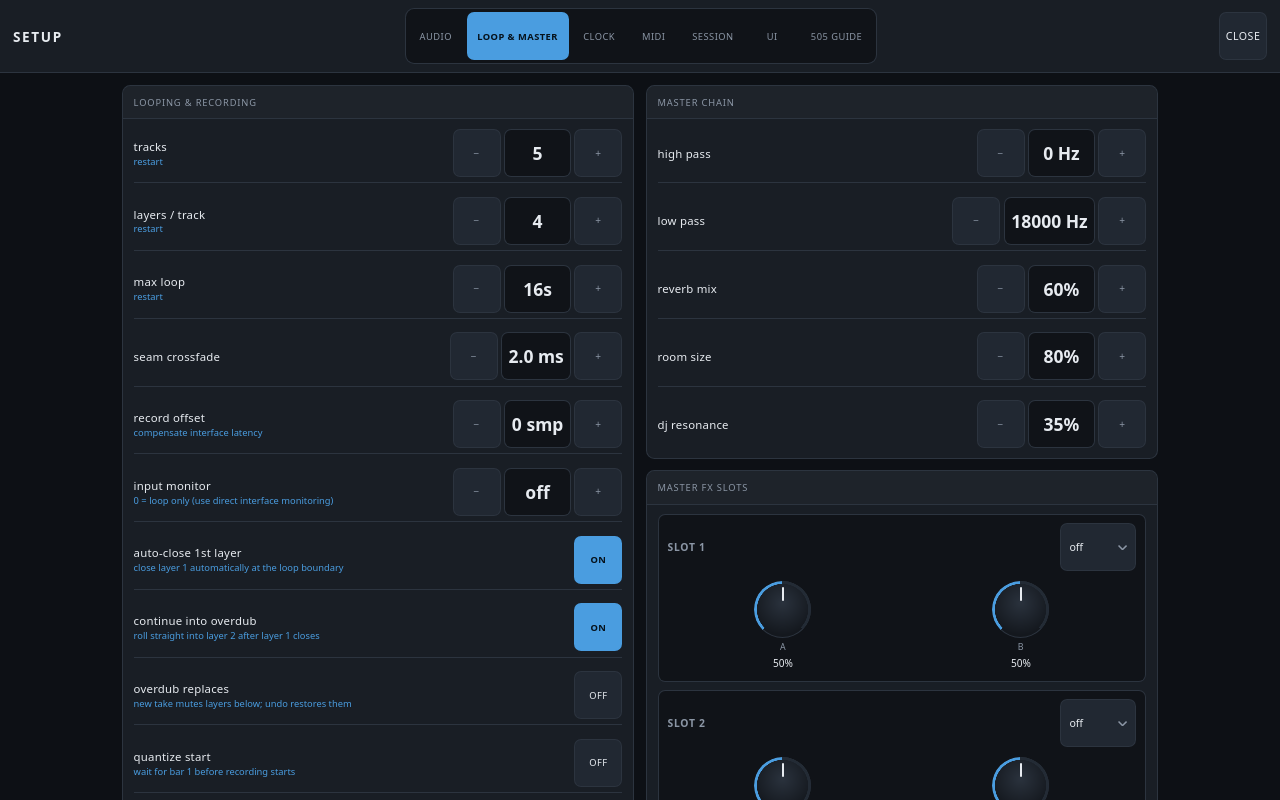 SETUP
AUDIO
LOOP & MASTER
CLOCK
MIDI
SESSION
UI
505 GUIDE
CLOSE
LOOPING & RECORDING
tracks
restart
− 5 +
layers / track
restart
− 4 +
max loop
restart
− 16s +
seam crossfade
− 2.0 ms +
record offset
compensate interface latency
− 0 smp +
input monitor
0 = loop only (use direct interface monitoring)
− off +
auto-close 1st layer
close layer 1 automatically at the loop boundary
ON
continue into overdub
roll straight into layer 2 after layer 1 closes
ON
overdub replaces
new take mutes layers below; undo restores them
OFF
quantize start
wait for bar 1 before recording starts
OFF
MASTER CHAIN
high pass
− 0 Hz +
low pass
− 18000 Hz +
reverb mix
− 60% +
room size
− 80% +
dj resonance
− 35% +
MASTER FX SLOTS
SLOT 1
off
A
50%
B
50%
SLOT 2
off